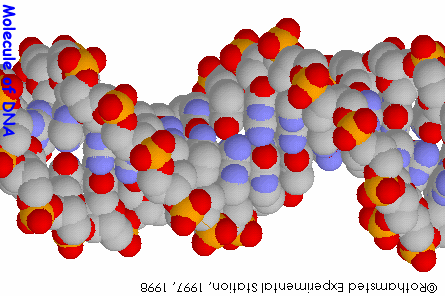 Molecule of DNA
©Rothamsted Experimental Station, 1997, 1998